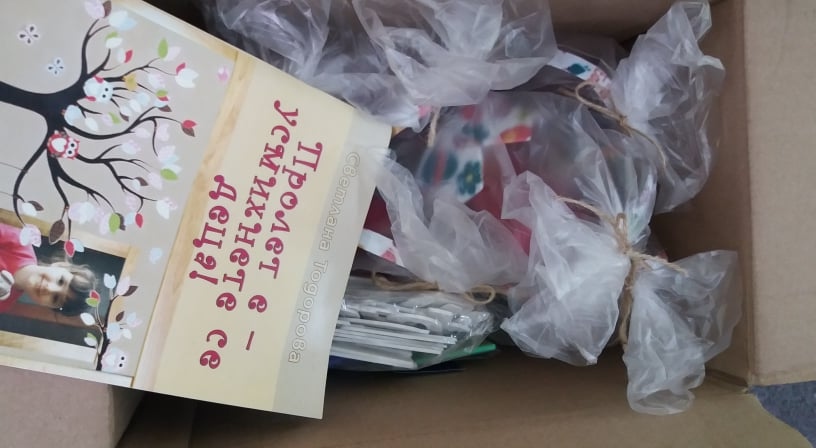 Светлана Тодорова
Пролет е -
усмихнете се
деца!